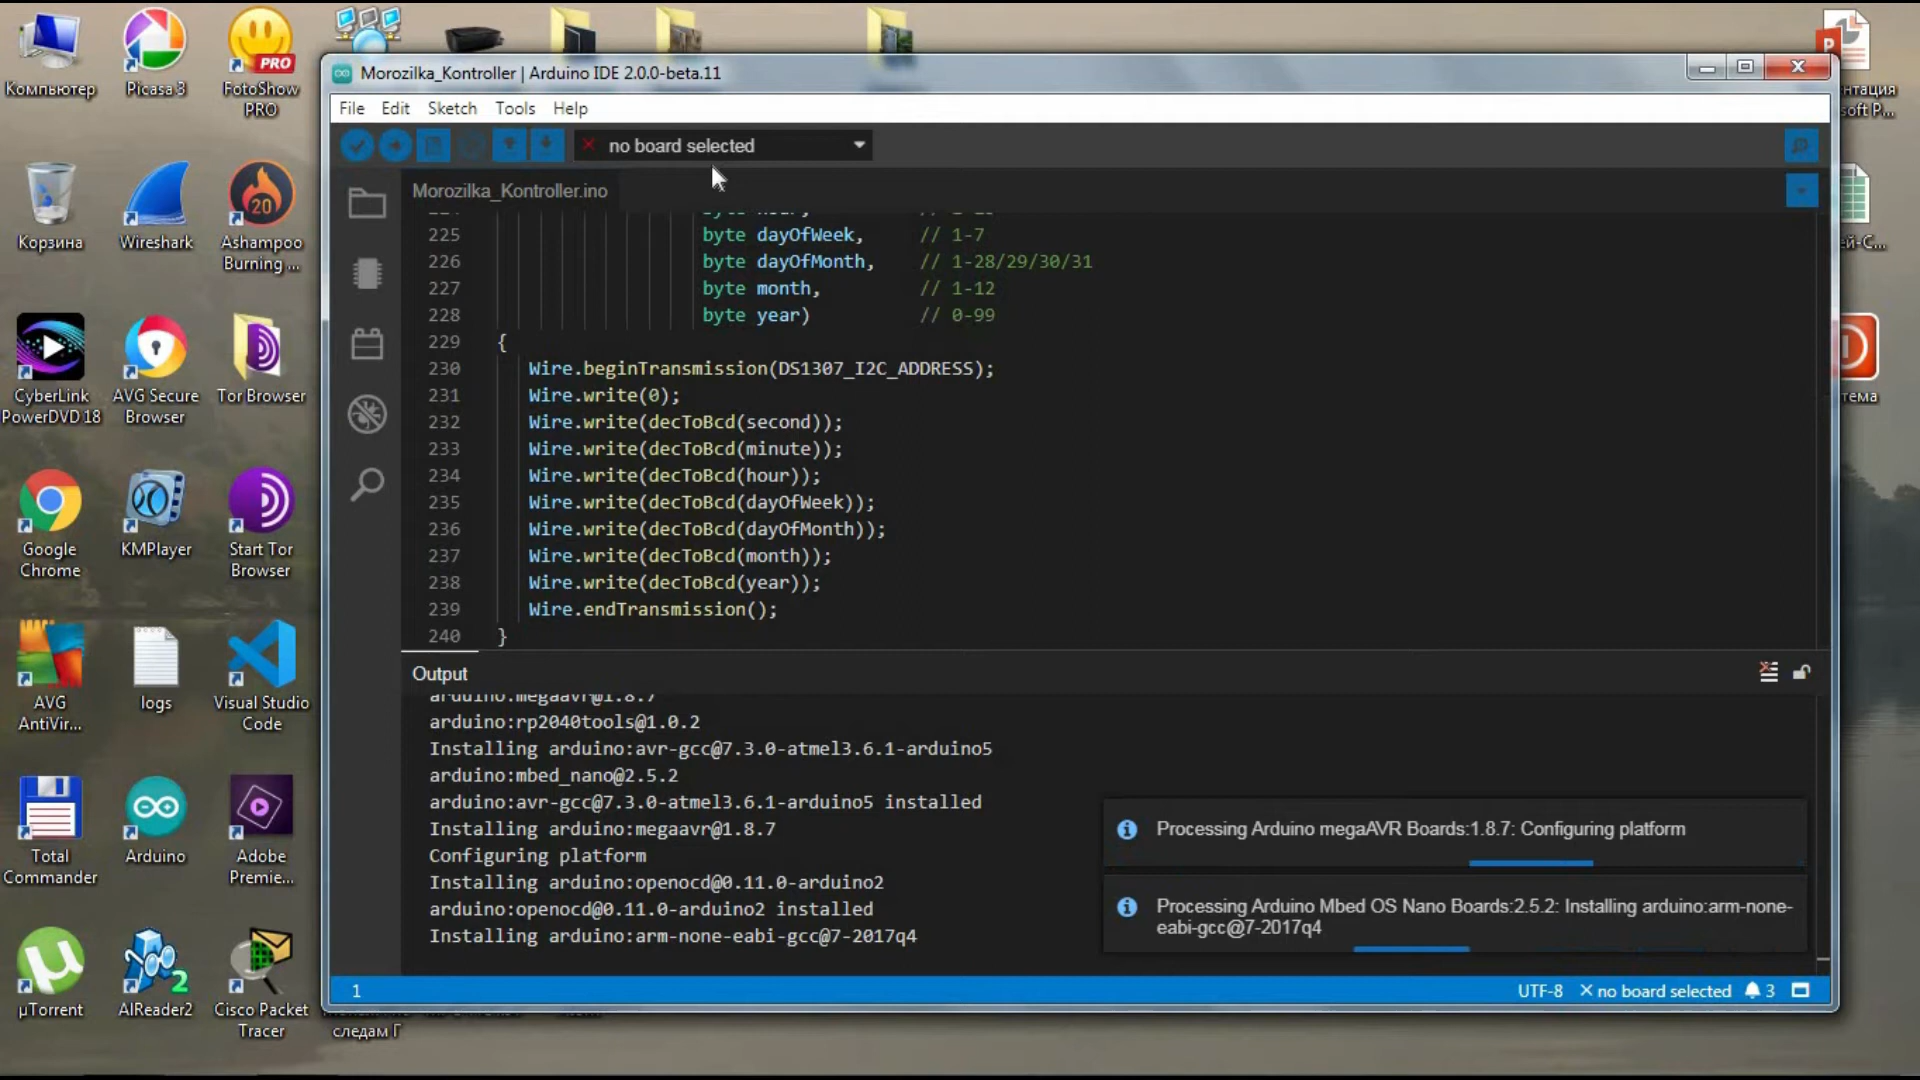 Компьютер
Picasa 3
FotoShow
PRO
Корзина
Wireshark
Ashampoo
Burning ...
CyberLink
PowerDVD 18
AVG Secure
Browser
Tor Browser
Google
Chrome
KMPlayer
Start Tor
Browser
AVG
AntiVir...
logs
Visual Studio
Code
Total
Commander
Arduino
Adobe
Premie...
µTorrent
AlReader2
Cisco Packet
Tracer
следам Г
Morozilka_Kontroller | Arduino IDE 2.0.0-beta.11
File Edit Sketch Tools Help
no board selected
Morozilka_Kontroller.ino
225 byte dayOfWeek, // 1-7
226 byte dayOfMonth, // 1-28/29/30/31
227 byte month, // 1-12
228 byte year) // 0-99
229 {
230 Wire.beginTransmission(DS1307_I2C_ADDRESS);
231 Wire.write(0);
232 Wire.write(decToBcd(second));
233 Wire.write(decToBcd(minute));
234 Wire.write(decToBcd(hour));
235 Wire.write(decToBcd(dayOfWeek));
236 Wire.write(decToBcd(dayOfMonth));
237 Wire.write(decToBcd(month));
238 Wire.write(decToBcd(year));
239 Wire.endTransmission();
240 }
Output
arduino:megaavr@1.8.7
arduino:rp2040tools@1.0.2
Installing arduino:avr-gcc@7.3.0-atmel3.6.1-arduino5
arduino:mbed_nano@2.5.2
arduino:avr-gcc@7.3.0-atmel3.6.1-arduino5 installed
Installing arduino:megaavr@1.8.7
Configuring platform
Installing arduino:openocd@0.11.0-arduino2
arduino:openocd@0.11.0-arduino2 installed
Installing arduino:arm-none-eabi-gcc@7-2017q4
Processing Arduino megaAVR Boards:1.8.7: Configuring platform
Processing Arduino Mbed OS Nano Boards:2.5.2: Installing arduino:arm-none-
eabi-gcc@7-2017q4
1
UTF-8 no board selected 3
нтация
soft P...
ей-С...
тема